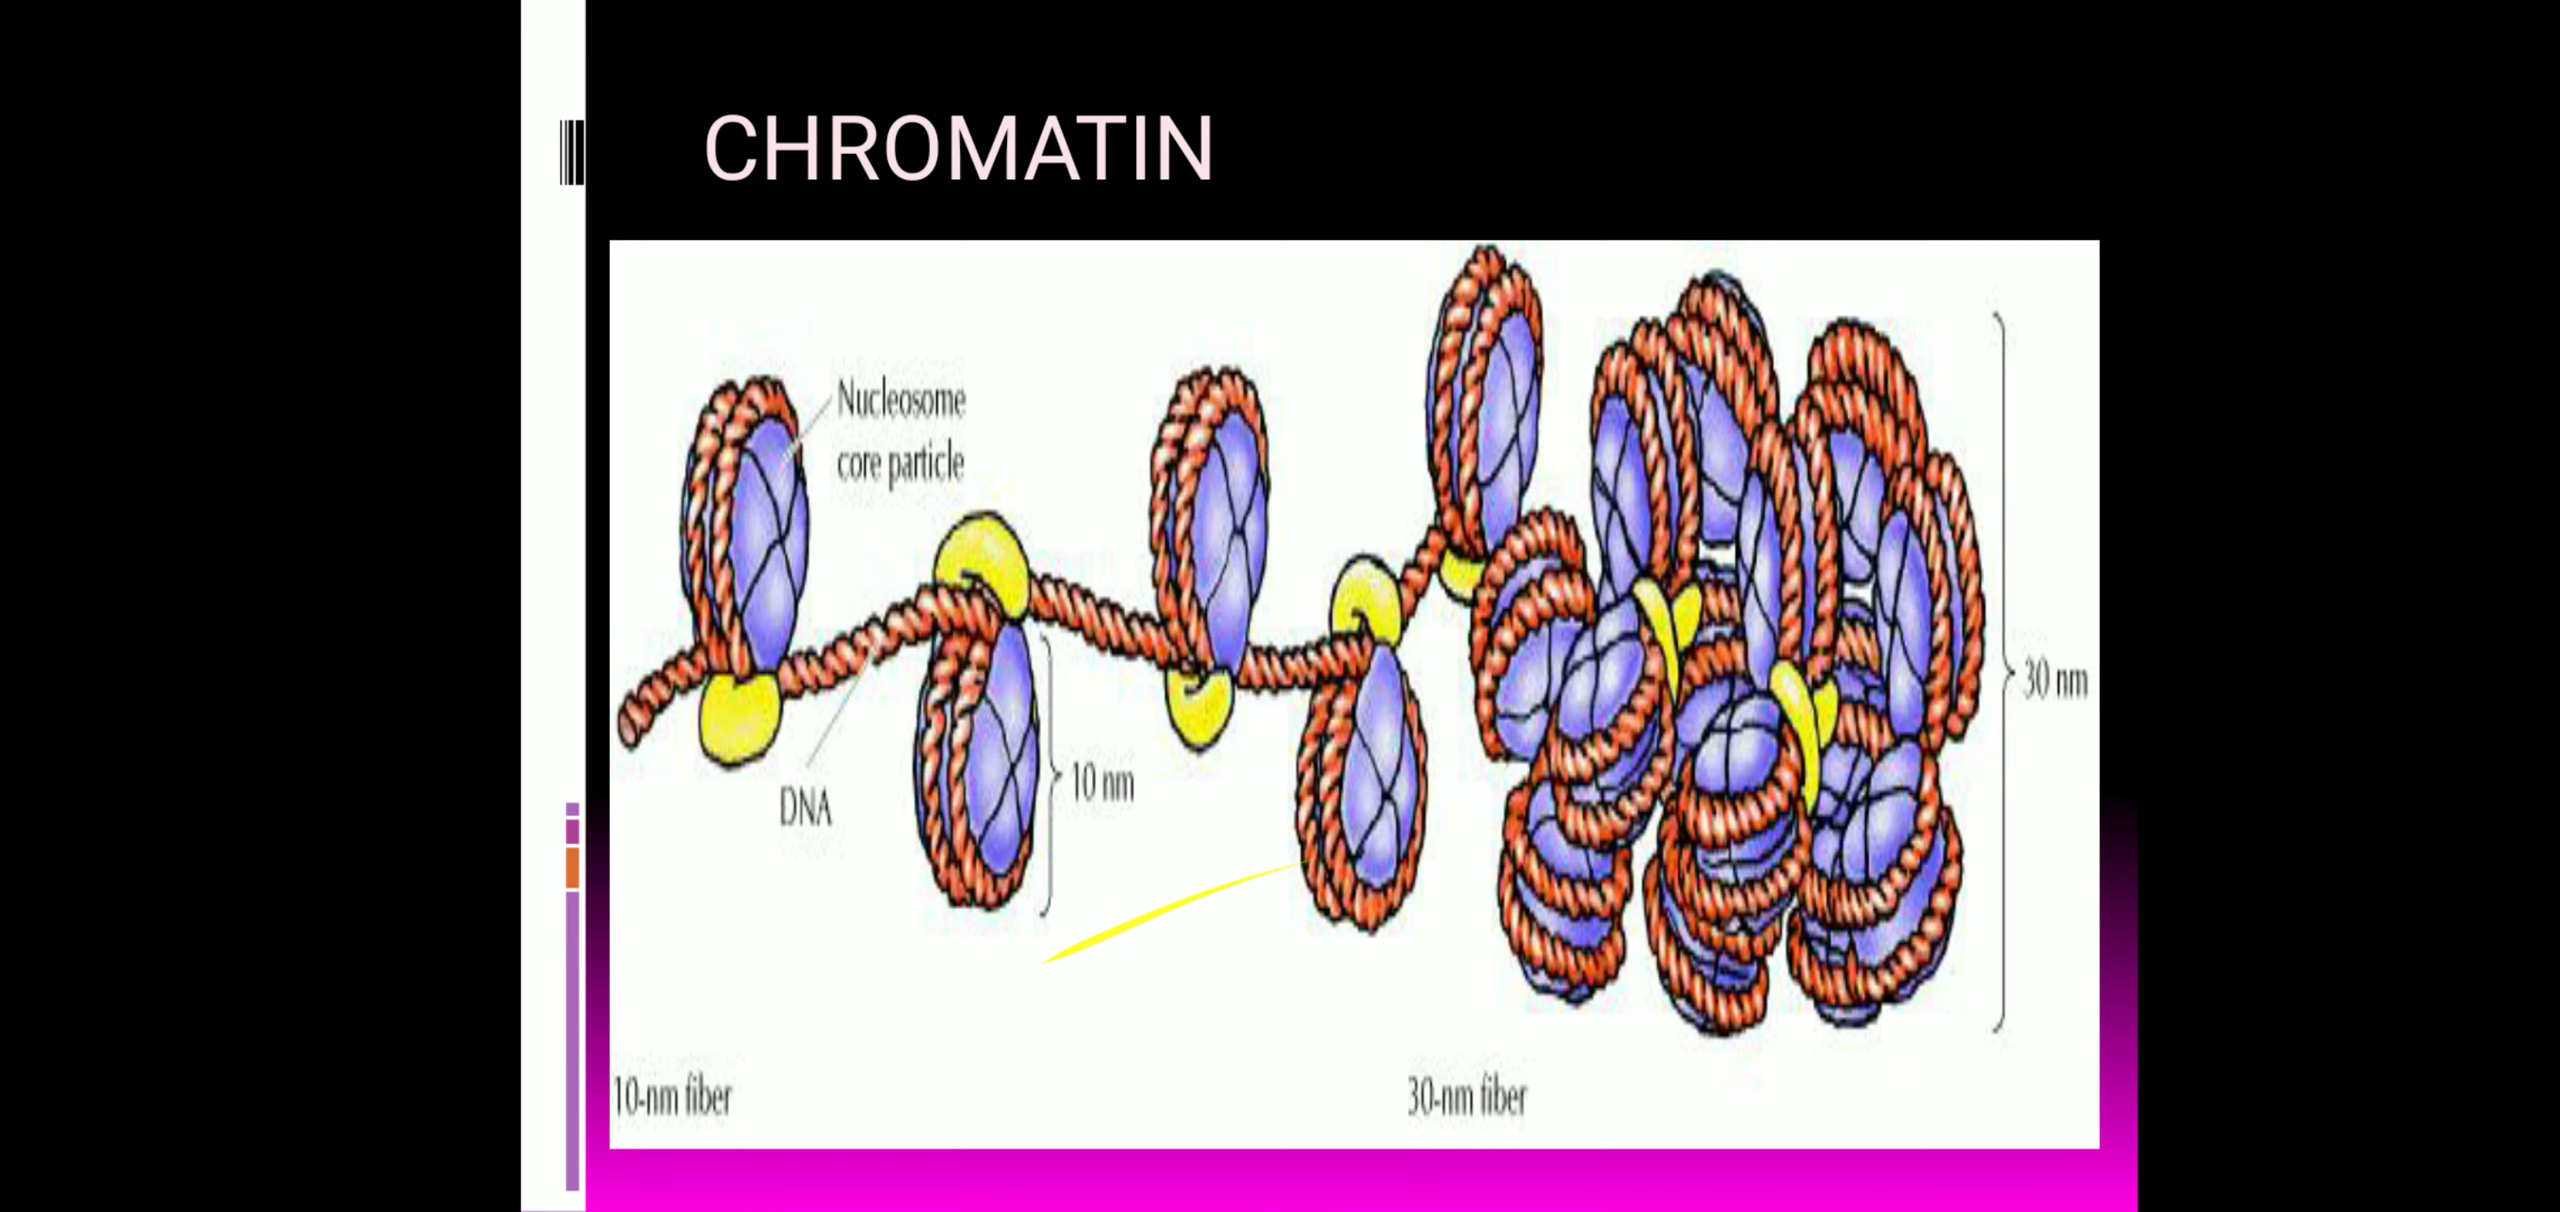 CHROMATIN
Nucleosome
core particle
DNA
10 nm
30 nm
10-nm fiber
30-nm fiber